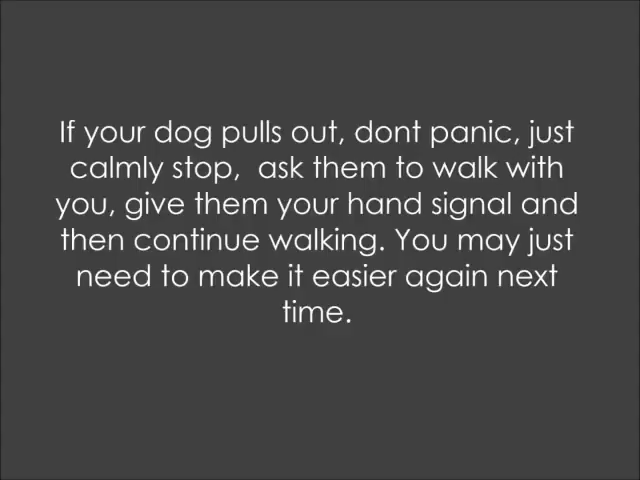 If your dog pulls out, dont panic, just
calmly stop,  ask them to walk with
you, give them your hand signal and
then continue walking. You may just
need to make it easier again next
time.